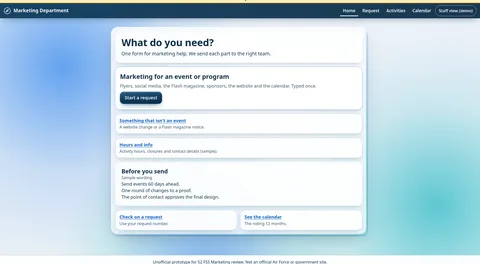 Marketing Department
Home Request Activities Calendar Staff view (demo)
What do you need?
One form for marketing help. We send each part to the right team.
Marketing for an event or program
Flyers, social media, the Flash magazine, sponsors, the website and the calendar. Typed once.
Start a request
Something that isn't an event
A website change or a Flash magazine notice.
Hours and info
Activity hours, closures and contact details (sample).
Before you send
Sample wording
Send events 60 days ahead.
One round of changes to a proof.
The point of contact approves the final design.
Check on a request
Use your request number.
See the calendar
The rolling 12 months.
Unofficial prototype for 52 FSS Marketing review. Not an official Air Force or government site.